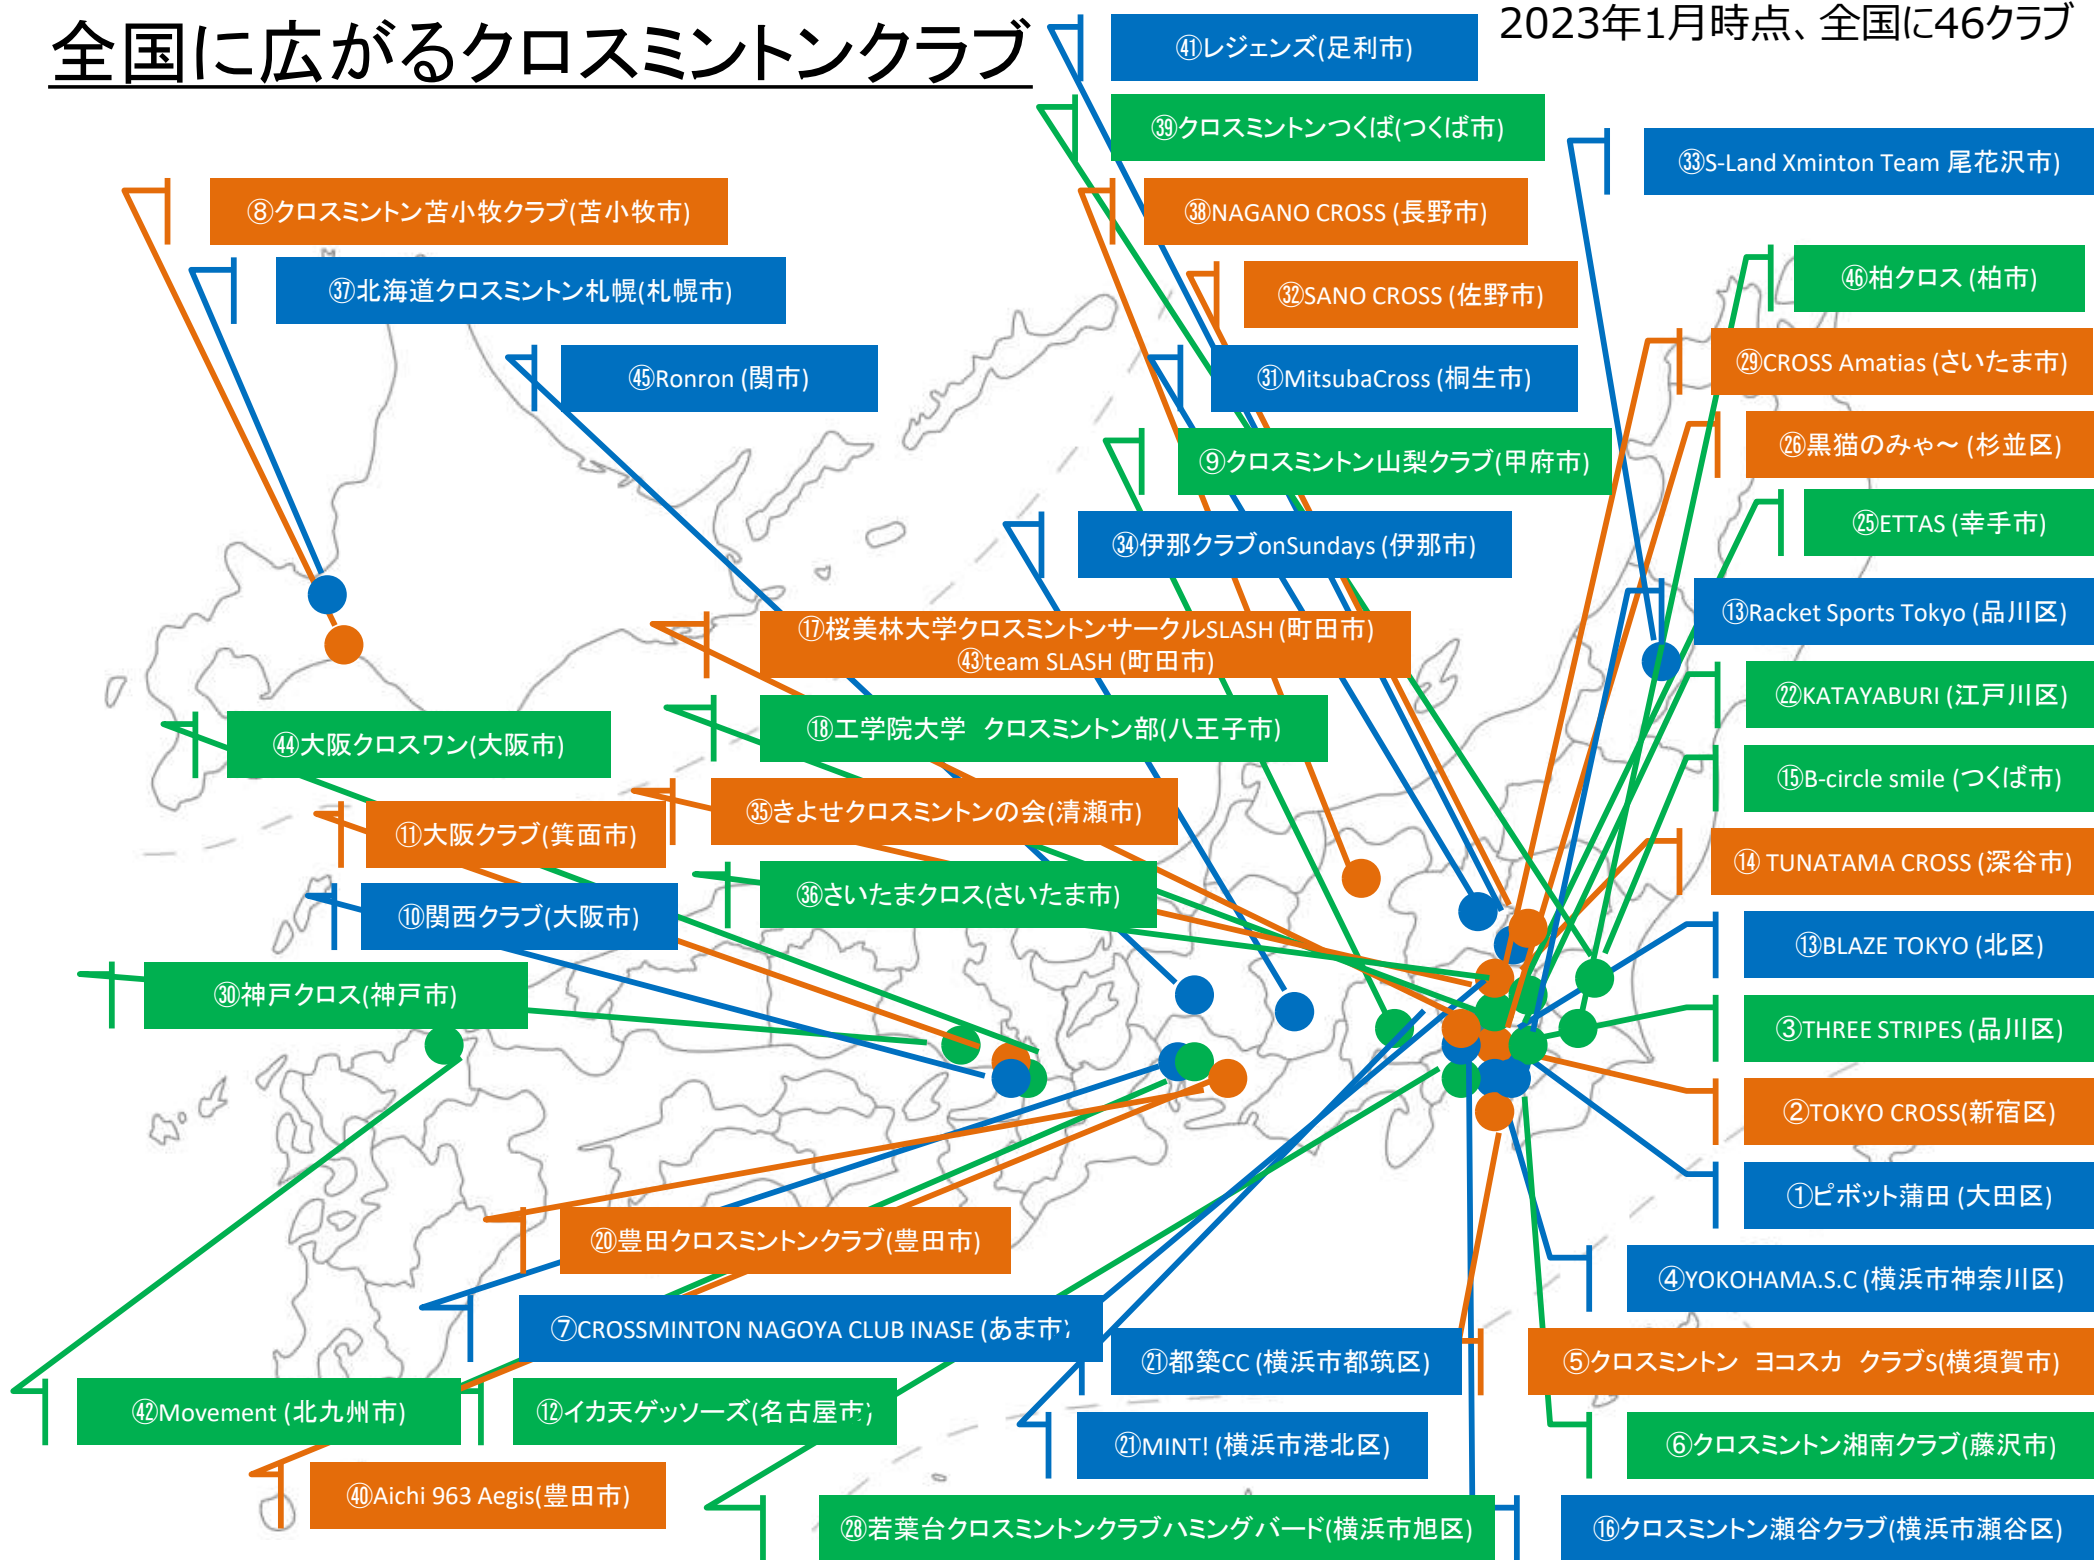 全国に広がるクロスミントンクラブ
2023年1月時点、全国に46クラブ
㊶レジェンズ(足利市)
㊴クロスミントンつくば(つくば市)
㉝S-Land Xminton Team 尾花沢市)
⑧クロスミントン苫小牧クラブ(苫小牧市)
㊳NAGANO CROSS (長野市)
㊲北海道クロスミントン札幌(札幌市)
㉜SANO CROSS (佐野市)
㊻柏クロス (柏市)
㊺Ronron (関市)
㉛MitsubaCross (桐生市)
㉙CROSS Amatias (さいたま市)
⑨クロスミントン山梨クラブ(甲府市)
㉖黒猫のみゃ～ (杉並区)
㉞伊那クラブonSundays (伊那市)
㉕ETTAS (幸手市)
⑰桜美林大学クロスミントンサークルSLASH (町田市)
㊸team SLASH (町田市)
⑬Racket Sports Tokyo (品川区)
㉒KATAYABURI (江戸川区)
⑱工学院大学　クロスミントン部(八王子市)
㊹大阪クロスワン(大阪市)
⑮B-circle smile (つくば市)
⑪大阪クラブ(箕面市)
㉟きよせクロスミントンの会(清瀬市)
⑭ TUNATAMA CROSS (深谷市)
⑩関西クラブ(大阪市)
㊱さいたまクロス(さいたま市)
⑬BLAZE TOKYO (北区)
㉚神戸クロス(神戸市)
③THREE STRIPES (品川区)
②TOKYO CROSS(新宿区)
①ピボット蒲田 (大田区)
⑳豊田クロスミントンクラブ(豊田市)
④YOKOHAMA.S.C (横浜市神奈川区)
⑦CROSSMINTON NAGOYA CLUB INASE (あま市)
㉑都築CC (横浜市都筑区)
⑤クロスミントン　ヨコスカ　クラブS(横須賀市)
㊷Movement (北九州市)
⑫イカ天ゲッソーズ(名古屋市)
㉑MINT! (横浜市港北区)
⑥クロスミントン湘南クラブ(藤沢市)
㊵Aichi 963 Aegis(豊田市)
㉘若葉台クロスミントンクラブハミングバード(横浜市旭区)
⑯クロスミントン瀬谷クラブ(横浜市瀬谷区)